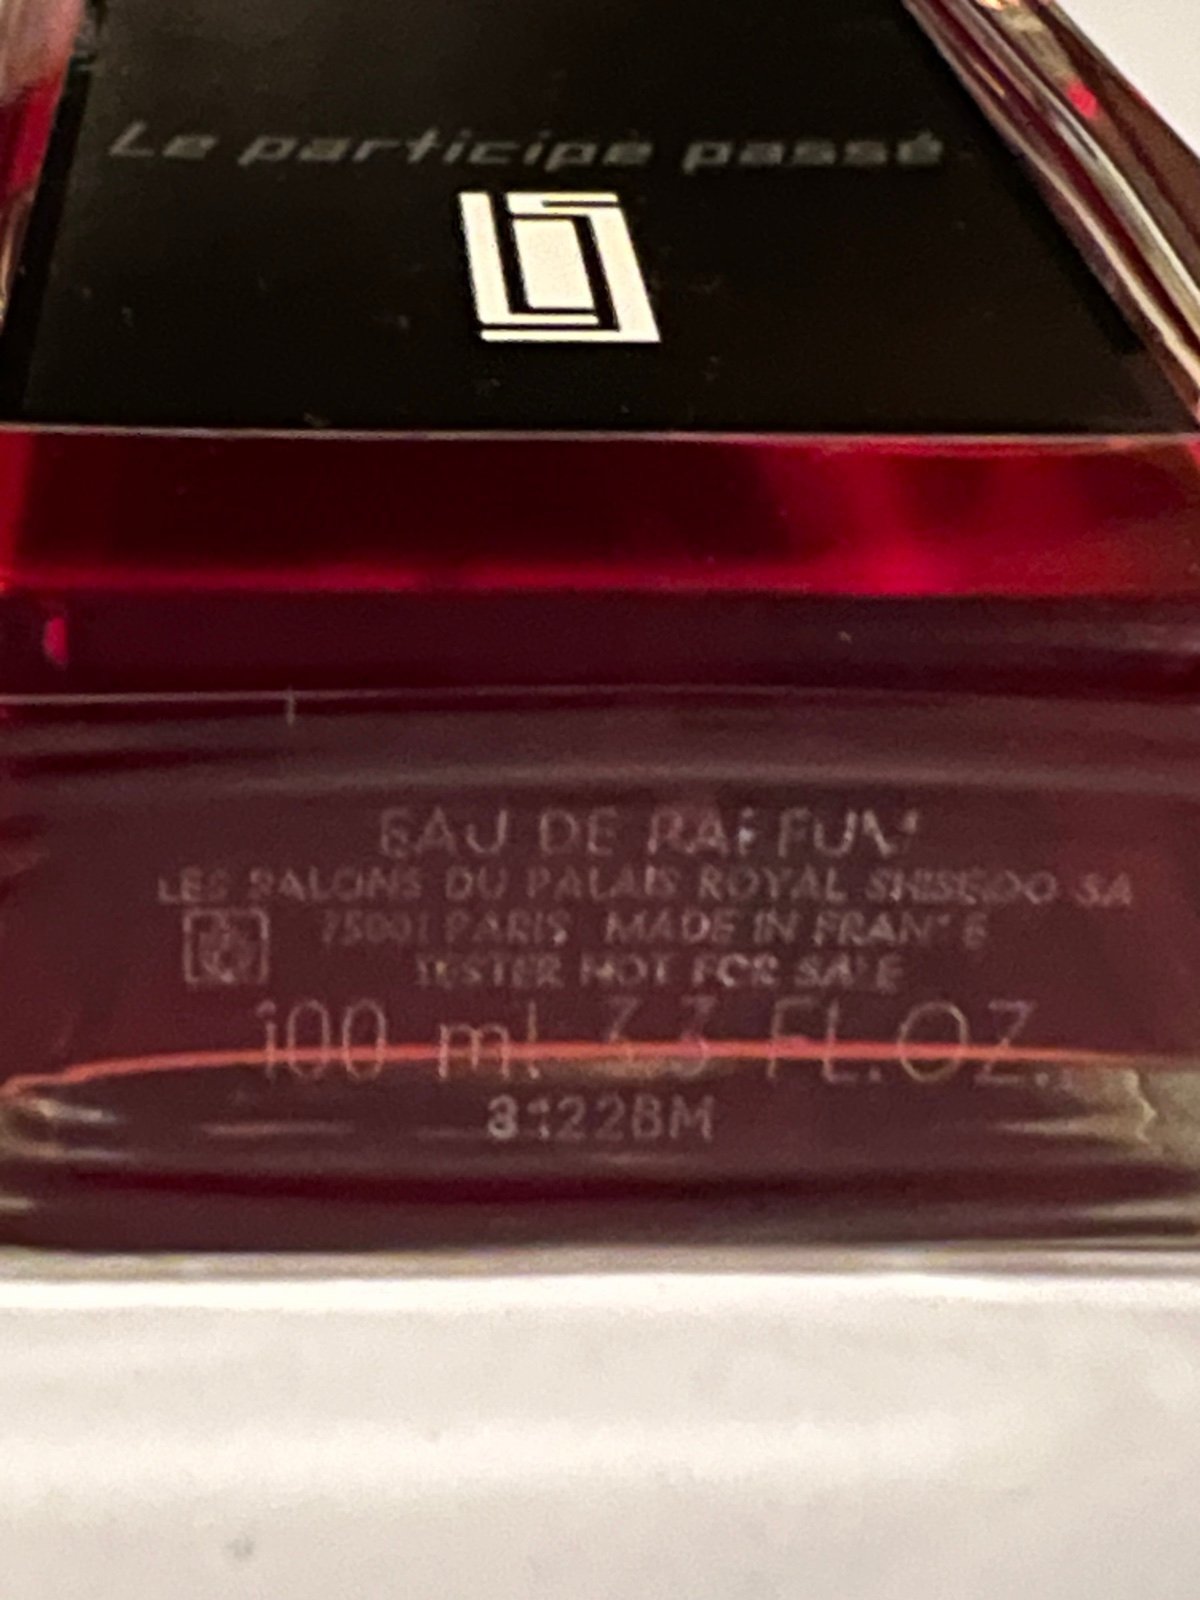 Le participe passé
EAU DE PARFUM
LES SALONS DU PALAIS ROYAL SHISEIDO SA
75001 PARIS MADE IN FRANCE
TESTER NOT FOR SALE
100 ml 3.3 FL.OZ.
3122BM